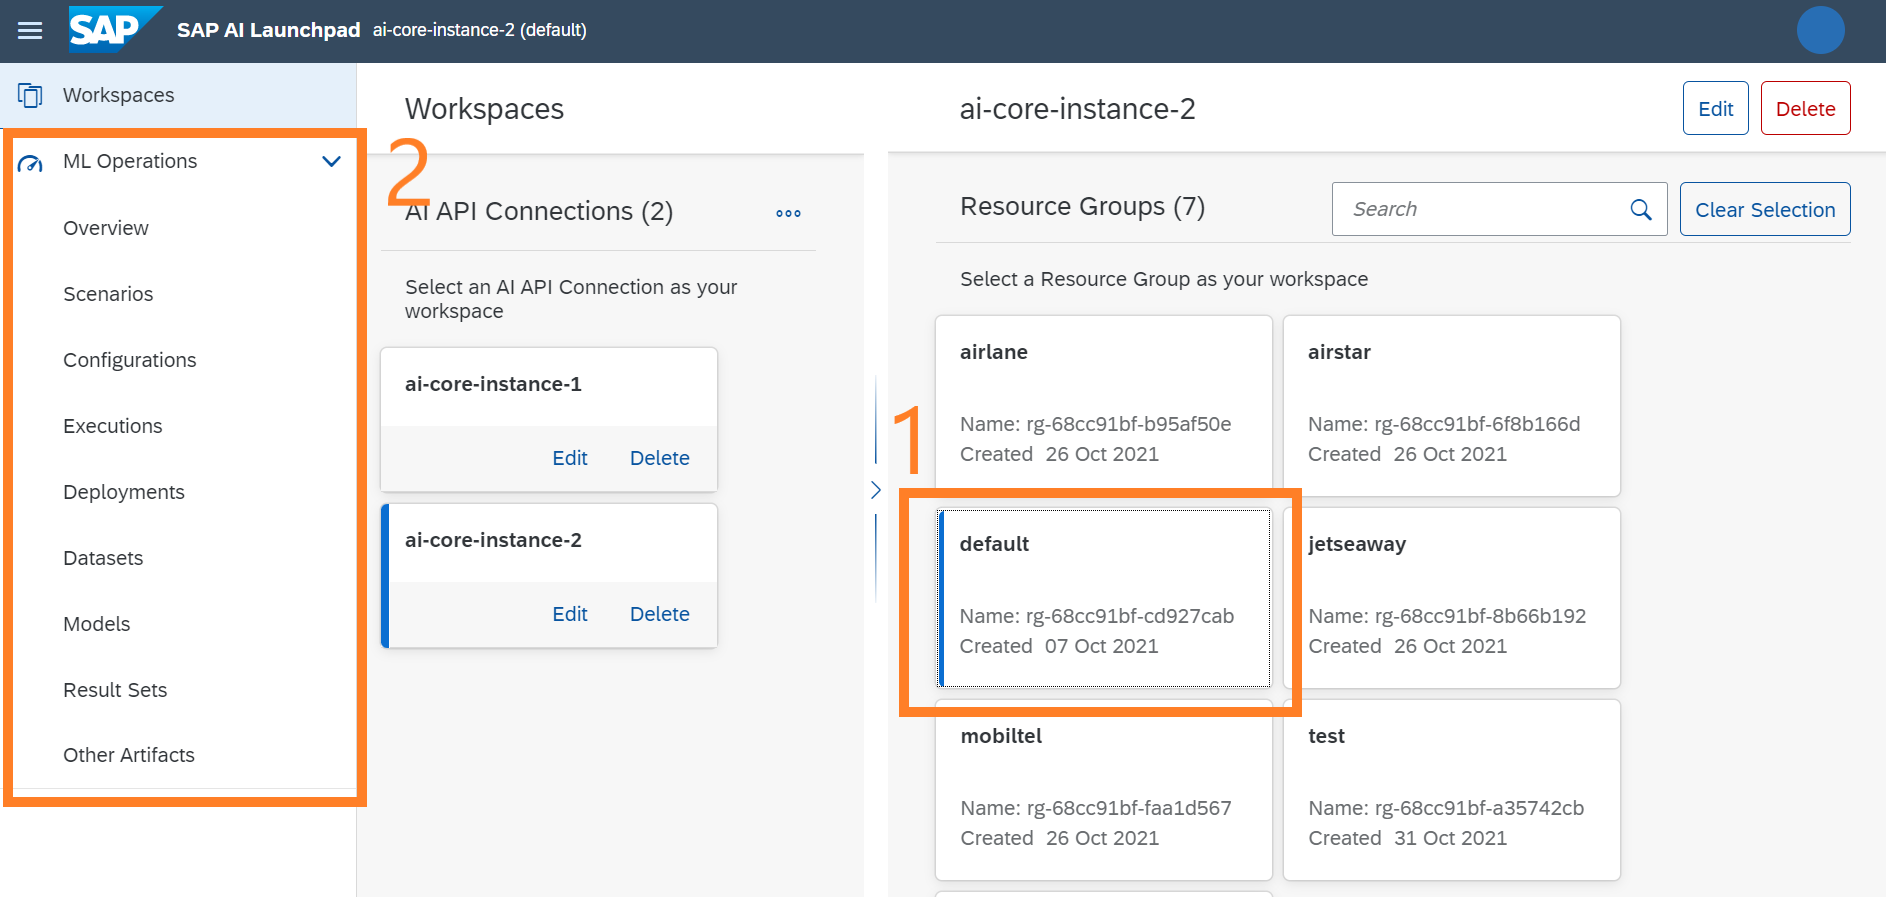 SAP SAP AI Launchpad ai-core-instance-2 (default)
Workspaces
ML Operations
Overview
Scenarios
Configurations
Executions
Deployments
Datasets
Models
Result Sets
Other Artifacts
2
Workspaces
AI API Connections (2)
Select an AI API Connection as your
workspace
ai-core-instance-1
Edit Delete
ai-core-instance-2
Edit Delete
ai-core-instance-2
Edit Delete
Resource Groups (7)
Search
Clear Selection
Select a Resource Group as your workspace
airlane
Name: rg-68cc91bf-b95af50e
Created 26 Oct 2021
airstar
Name: rg-68cc91bf-6f8b166d
Created 26 Oct 2021
1
default
Name: rg-68cc91bf-cd927cab
Created 07 Oct 2021
jetseaway
Name: rg-68cc91bf-8b66b192
Created 26 Oct 2021
mobiltel
Name: rg-68cc91bf-faa1d567
Created 26 Oct 2021
test
Name: rg-68cc91bf-a35742cb
Created 31 Oct 2021